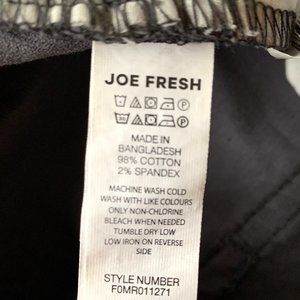 JOE FRESH
MADE IN
BANGLADESH
98% COTTON
2% SPANDEX
MACHINE WASH COLD
WASH WITH LIKE COLOURS
ONLY NON-CHLORINE
BLEACH WHEN NEEDED
TUMBLE DRY LOW
LOW IRON ON REVERSE
SIDE
STYLE NUMBER
F0MR011271